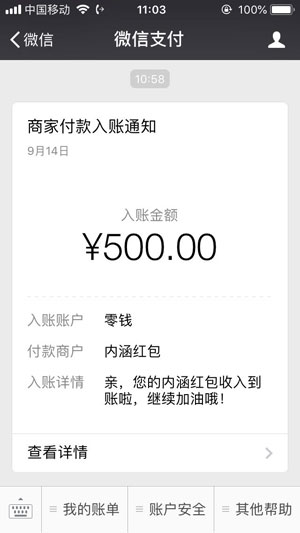 中国移动 11:03 100%
微信 微信支付
10:58
商家付款入账通知
9月14日
入账金额
¥500.00
入账账户 零钱
付款商户 内涵红包
入账详情 亲，您的内涵红包收入到
账啦，继续加油哦！
查看详情
我的账单 账户安全 其他帮助